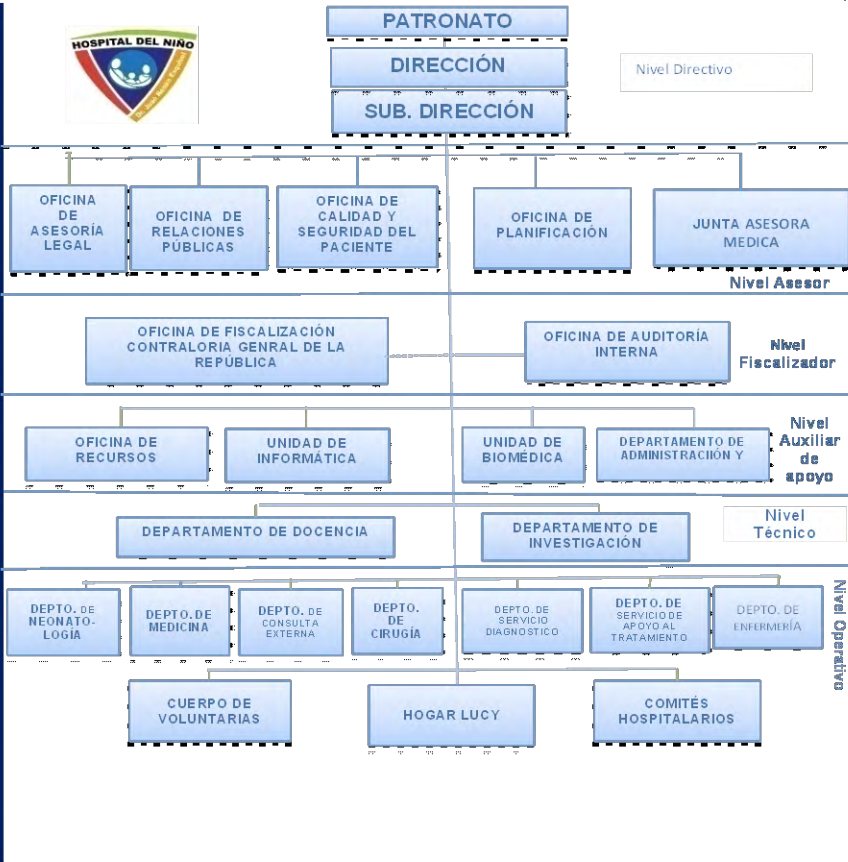 HOSPITAL DEL NIÑO
PATRONATO
DIRECCIÓN
SUB. DIRECCIÓN
Nivel Directivo
OFICINA
DE
ASESORÍA
LEGAL
OFICINA DE
RELACIONES
PÚBLICAS
OFICINA DE
CALIDAD Y
SEGURIDAD DEL
PACIENTE
OFICINA DE
PLANIFICACIÓN
JUNTA ASESORA
MEDICA
Nivel Asesor
OFICINA DE FISCALIZACIÓN
CONTRALORIA GENRAL DE LA
REPÚBLICA
OFICINA DE AUDITORÍA
INTERNA
Nivel
Fiscalizador
OFICINA DE
RECURSOS
UNIDAD DE
INFORMÁTICA
UNIDAD DE
BIOMÉDICA
DEPARTAMENTO DE
ADMINISTRACIIÓN Y
Nivel
Auxiliar
de
apoyo
DEPARTAMENTO DE DOCENCIA
DEPARTAMENTO DE
INVESTIGACIÓN
Nivel
Técnico
DEPTO. DE
NEONATO-
LOGÍA
DEPTO. DE
MEDICINA
DEPTO. DE
CONSULTA
EXTERNA
DEPTO.
DE
CIRUGÍA
DEPTO. DE
SERVICIO
DIAGNOSTICO
DEPTO. DE
SERVICIO DE
APOYO AL
TRATAMIENTO
DEPTO. DE
ENFERMERÍA
Nivel Operativo
CUERPO DE
VOLUNTARIAS
HOGAR LUCY
COMITÉS
HOSPITALARIOS